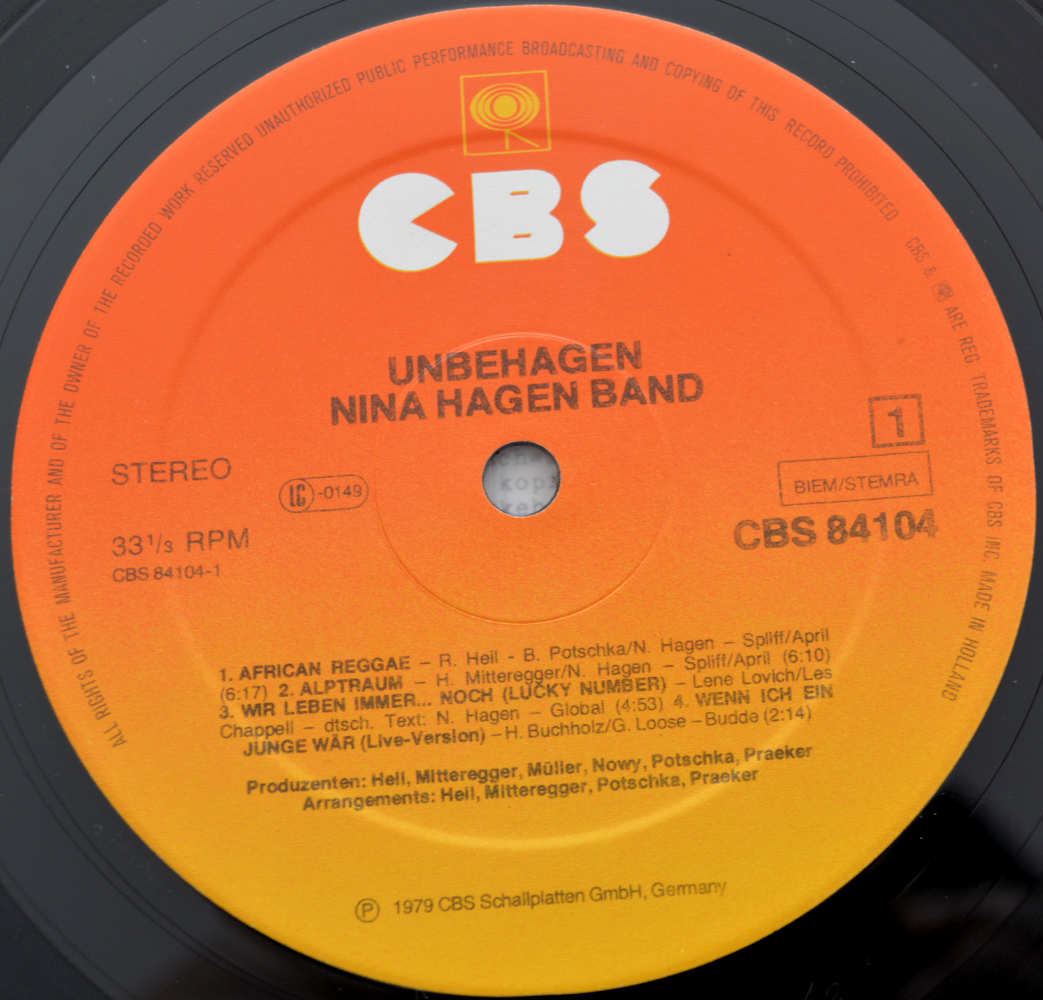 ALL RIGHTS OF THE MANUFACTURER AND OF THE OWNER OF THE RECORDED WORK RESERVED UNAUTHORIZED PUBLIC PERFORMANCE BROADCASTING AND COPYING OF THIS RECORD PROHIBITED
CBS & ARE REG TRADEMARKS OF CBS INC. MADE IN HOLLAND
CBS
UNBEHAGEN
NINA HAGEN BAND
1
STEREO
LC-0149
BIEM/STEMRA
CBS 84104
33 1/3 RPM
CBS 84104-1
1. AFRICAN REGGAE – R. Heil - B. Potschka/N. Hagen – Spliff/April
(6:17) 2. ALPTRAUM – H. Mitteregger/N. Hagen – Spliff/April (6:10)
3. WIR LEBEN IMMER... NOCH (LUCKY NUMBER) – Lene Lovich/Les
Chappell – dtsch. Text: N. Hagen – Global (4:53) 4. WENN ICH EIN
JUNGE WÄR (Live-Version) – H. Buchholz/G. Loose – Budde (2:14)
Produzenten: Heil, Mitteregger, Müller, Nowy, Potschka, Praeker
Arrangements: Heil, Mitteregger, Potschka, Praeker
℗ 1979 CBS Schallplatten GmbH, Germany